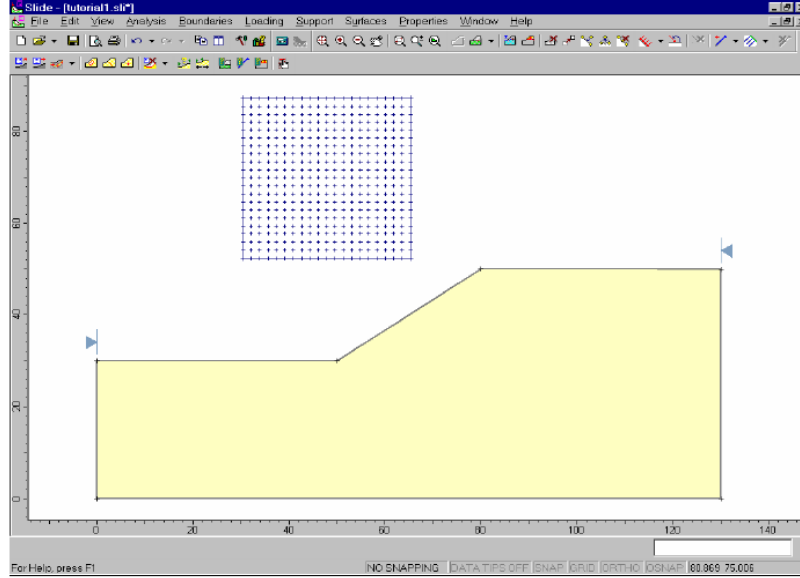 Slide - [tutorial1.sli*]
File Edit View Analysis Boundaries Loading Support Surfaces Properties Window Help
80
60
40
20
0
0 20 40 60 80 100 120 140
For Help, press F1 NO SNAPPING DATA TIPS OFF SNAP GRID ORTHO OSNAP 80.869 75.006